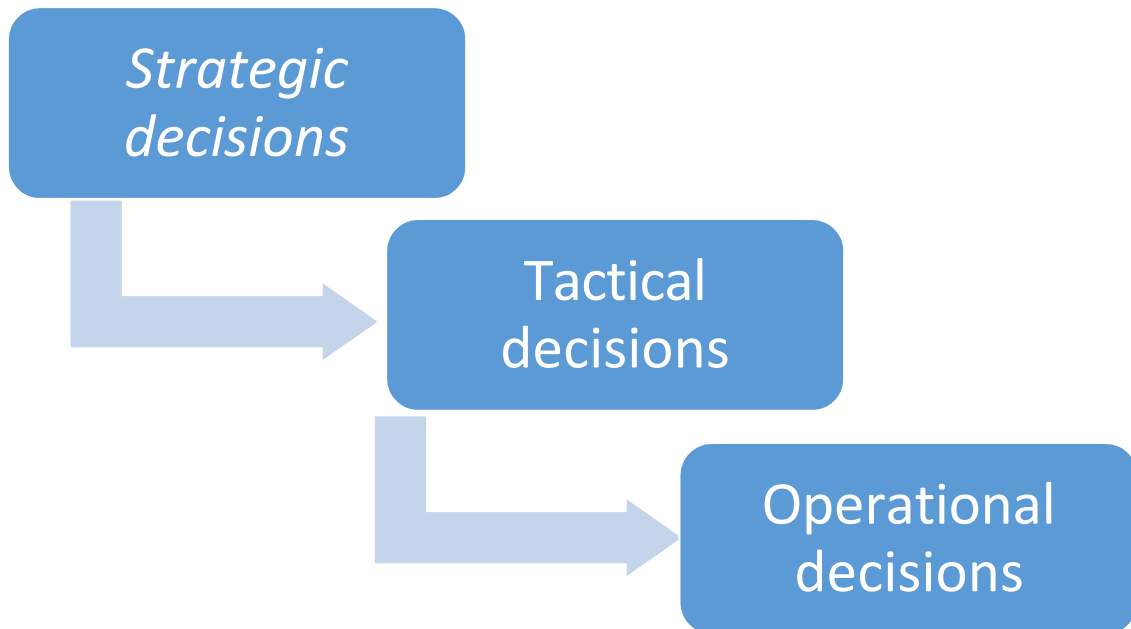 Strategic
decisions
Tactical
decisions
Operational
decisions